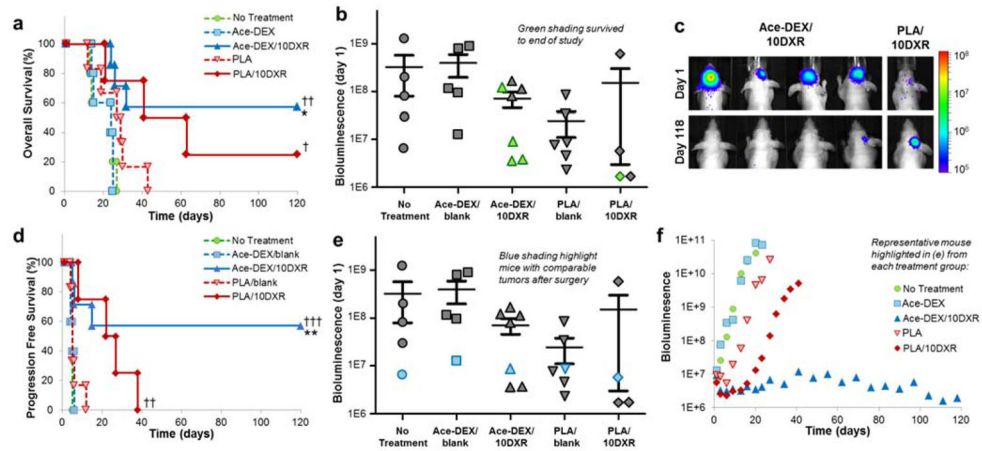 a
Overall Survival (%)
100
80
60
40
20
0
0
20
40
60
80
100
120
Time (days)
No Treatment
Ace-DEX
Ace-DEX/10DXR
PLA
PLA/10DXR
††
*
†
b
Bioluminescence (day 1)
1E9
1E8
1E7
1E6
Green shading survived
to end of study
No
Treatment
Ace-DEX/
blank
Ace-DEX/
10DXR
PLA/
blank
PLA/
10DXR
c
Ace-DEX/
10DXR
PLA/
10DXR
Day 1
Day 118
10⁸
10⁷
10⁶
10⁵
d
Progression Free Survival (%)
100
80
60
40
20
0
0
20
40
60
80
100
120
Time (days)
No Treatment
Ace-DEX/blank
Ace-DEX/10DXR
PLA/blank
PLA/10DXR
†††
**
††
e
Bioluminescence (day 1)
1E9
1E8
1E7
1E6
Blue shading highlight
mice with comparable
tumors after surgery
No
Treatment
Ace-DEX/
blank
Ace-DEX/
10DXR
PLA/
blank
PLA/
10DXR
f
Bioluminesence
1E+11
1E+10
1E+9
1E+8
1E+7
1E+6
0
20
40
60
80
100
120
Time (days)
Representative mouse
highlighted in (e) from
each treatment group:
No Treatment
Ace-DEX
Ace-DEX/10DXR
PLA
PLA/10DXR